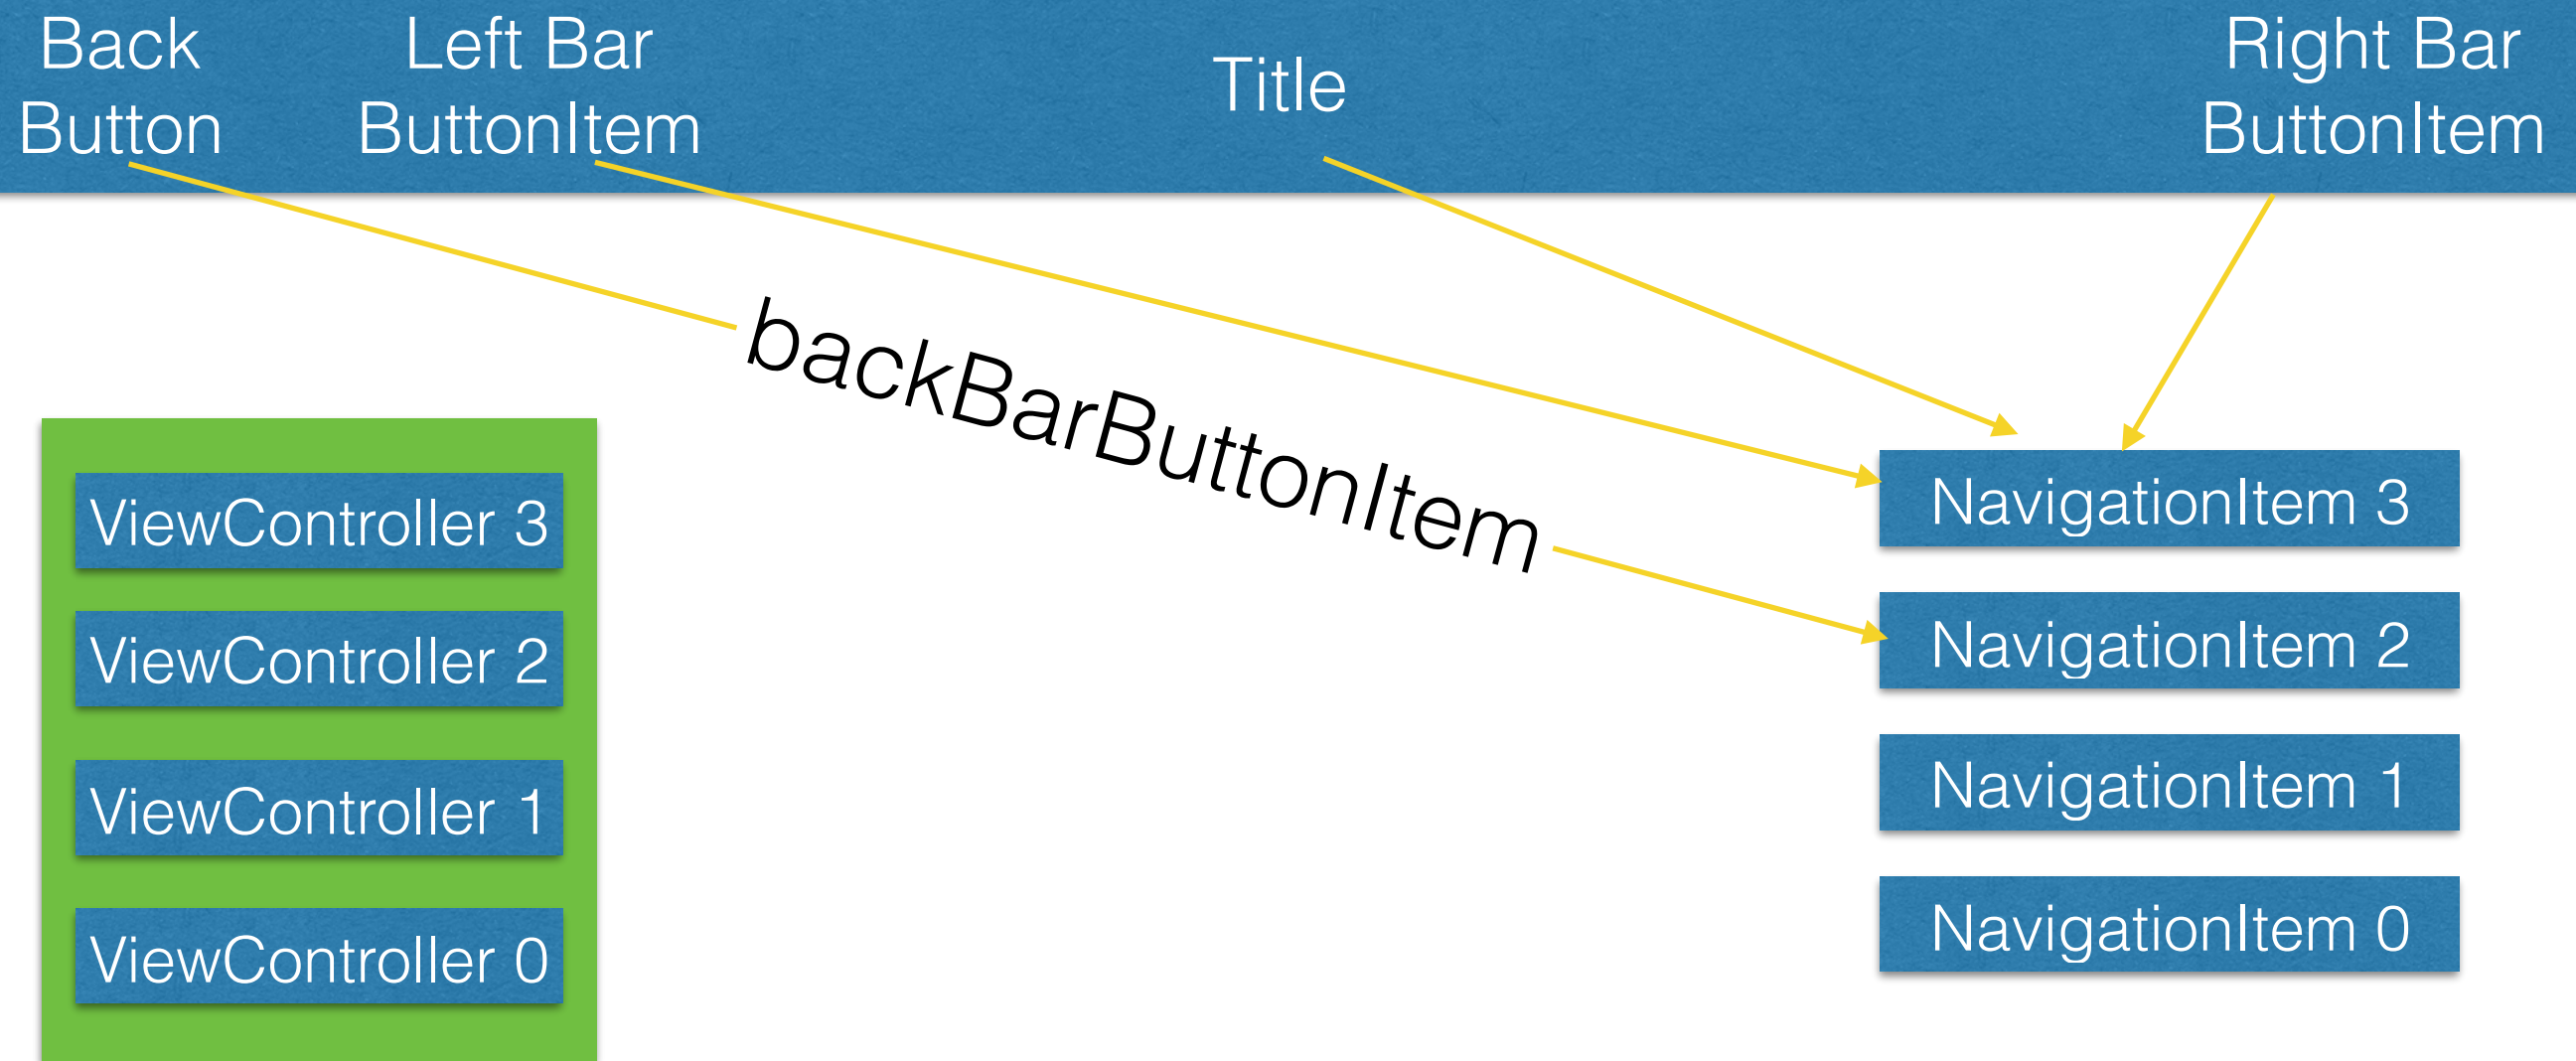 Back
Button
Left Bar
ButtonItem
Title
Right Bar
ButtonItem
backBarButtonItem
ViewController 3
ViewController 2
ViewController 1
ViewController 0
NavigationItem 3
NavigationItem 2
NavigationItem 1
NavigationItem 0